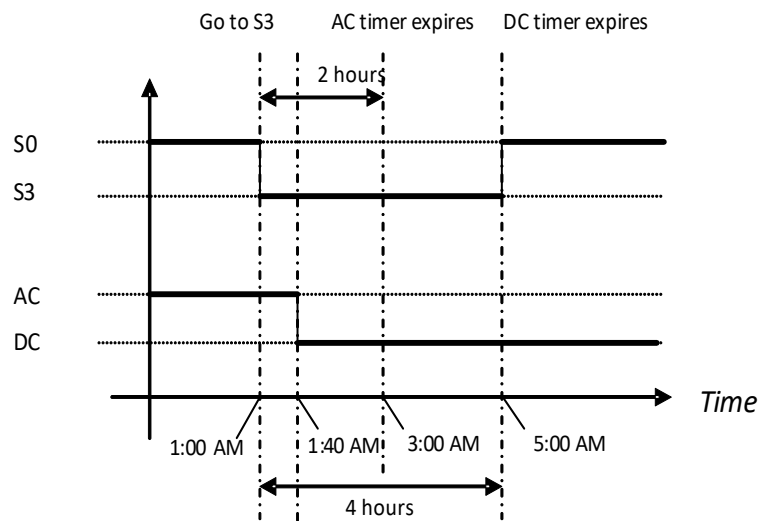 Go to S3
AC timer expires
DC timer expires
2 hours
S0
S3
AC
DC
Time
1:00 AM
1:40 AM
3:00 AM
5:00 AM
4 hours